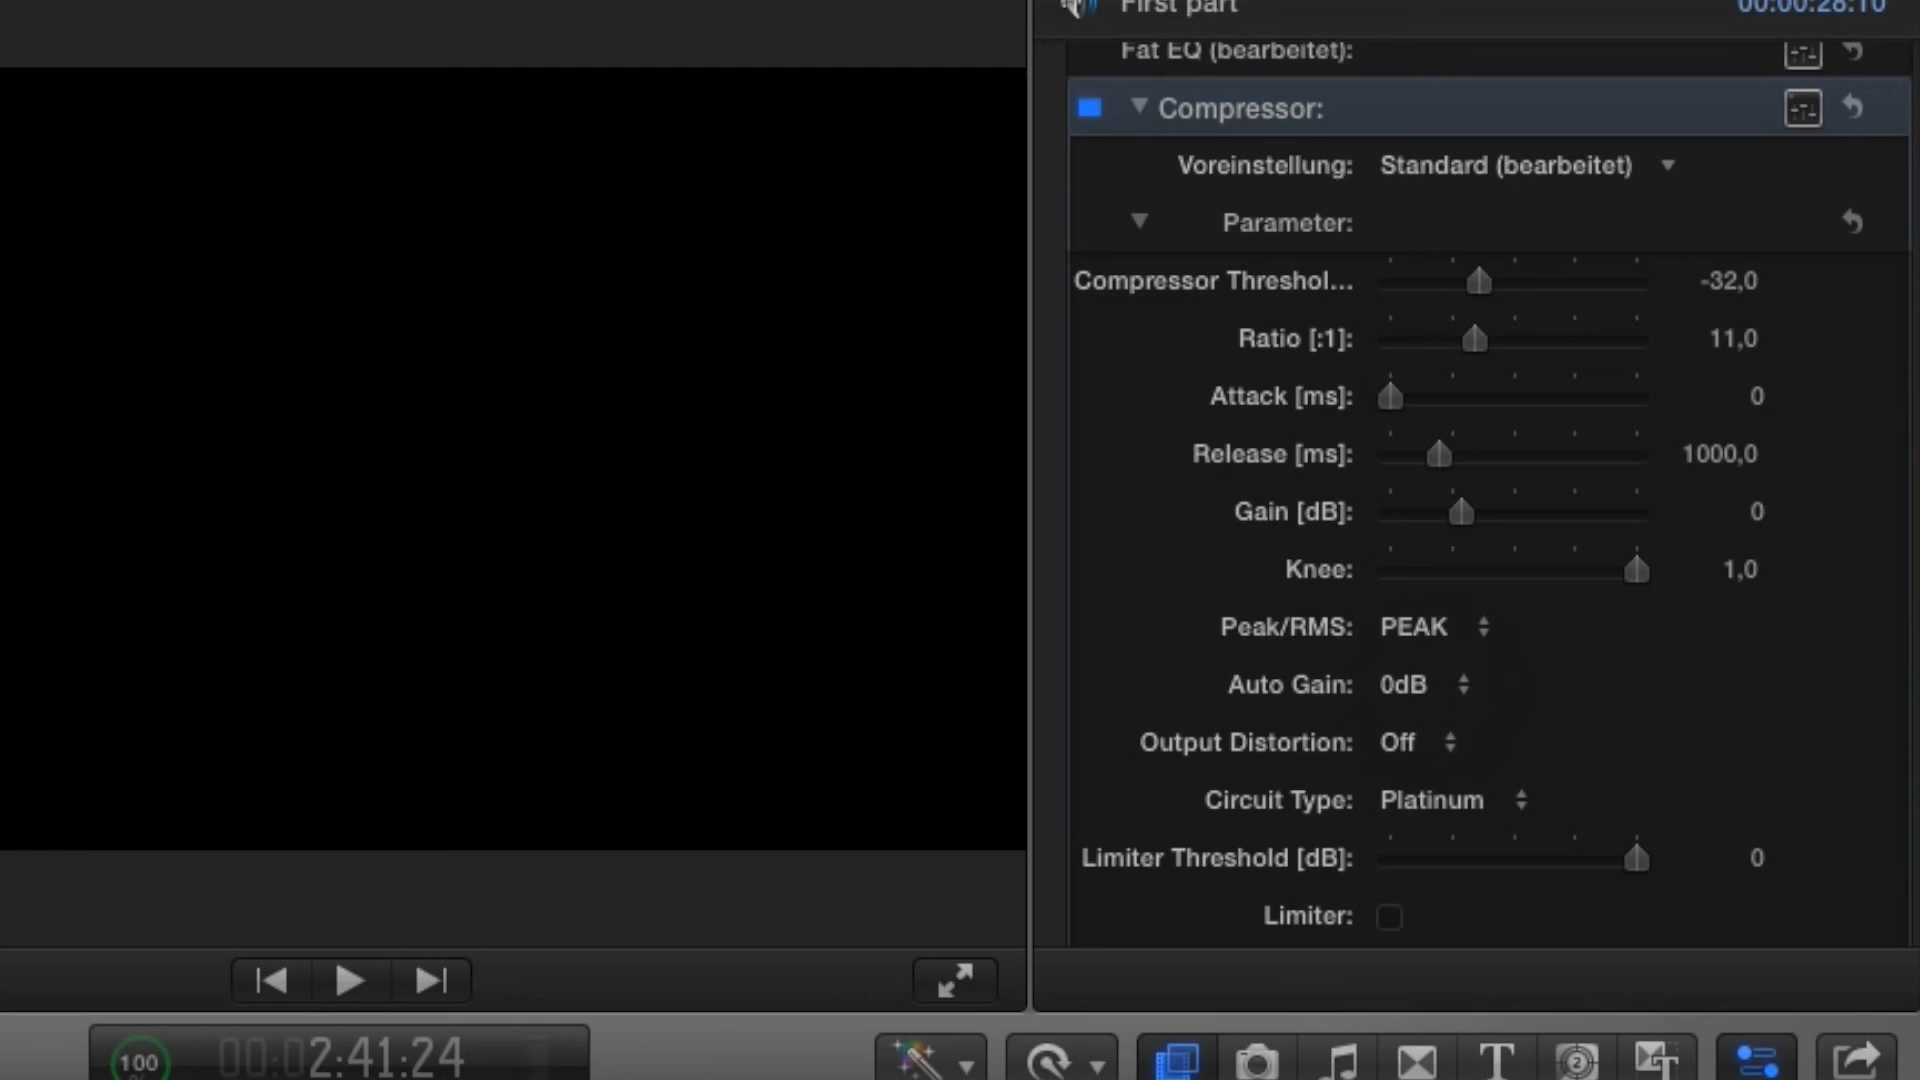 First part
00:00:28:10
Fat EQ (bearbeitet):
Compressor:
Voreinstellung: Standard (bearbeitet)
Parameter:
Compressor Threshol... -32,0
Ratio [:1]: 11,0
Attack [ms]: 0
Release [ms]: 1000,0
Gain [dB]: 0
Knee: 1,0
Peak/RMS: PEAK
Auto Gain: 0dB
Output Distortion: Off
Circuit Type: Platinum
Limiter Threshold [dB]: 0
Limiter:
100
%
00:02:41:24
T
2
T